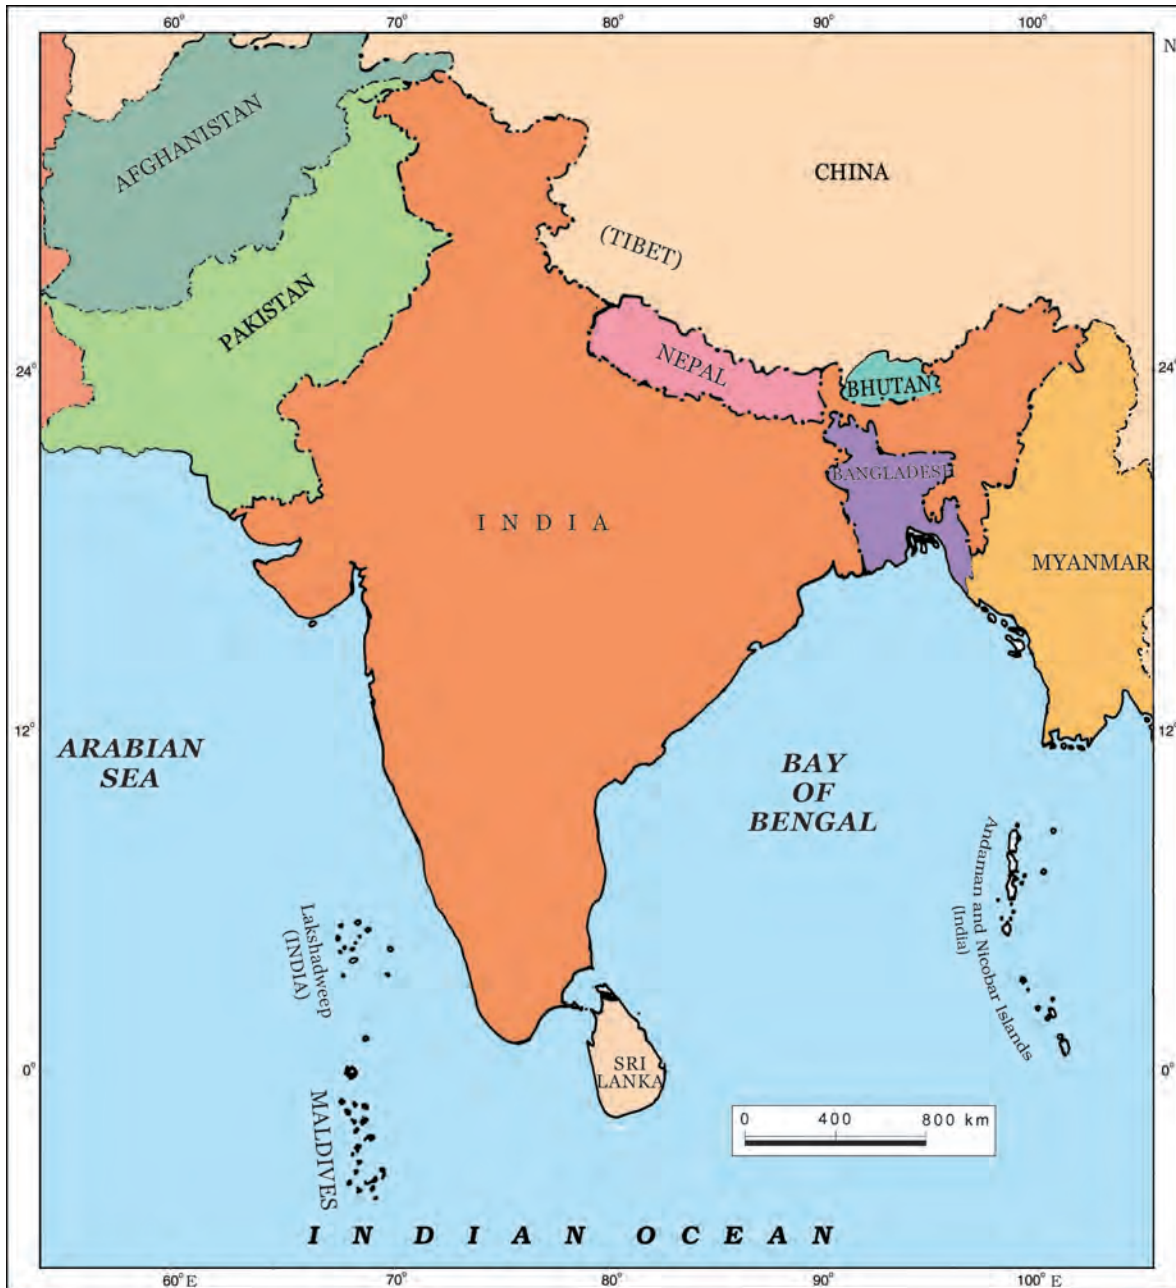 60°
70°
80°
90°
100°
N
AFGHANISTAN
CHINA
(TIBET)
PAKISTAN
24°
NEPAL
BHUTAN
24°
BANGLADESH
I N D I A
MYANMAR
12°
12°
ARABIAN
SEA
BAY
OF
BENGAL
Andaman and Nicobar Islands
(India)
Lakshadweep
(INDIA)
0°
SRI
LANKA
0°
MALDIVES
0 400 800 km
I N D I A N O C E A N
60° E
70°
80°
90°
100° E